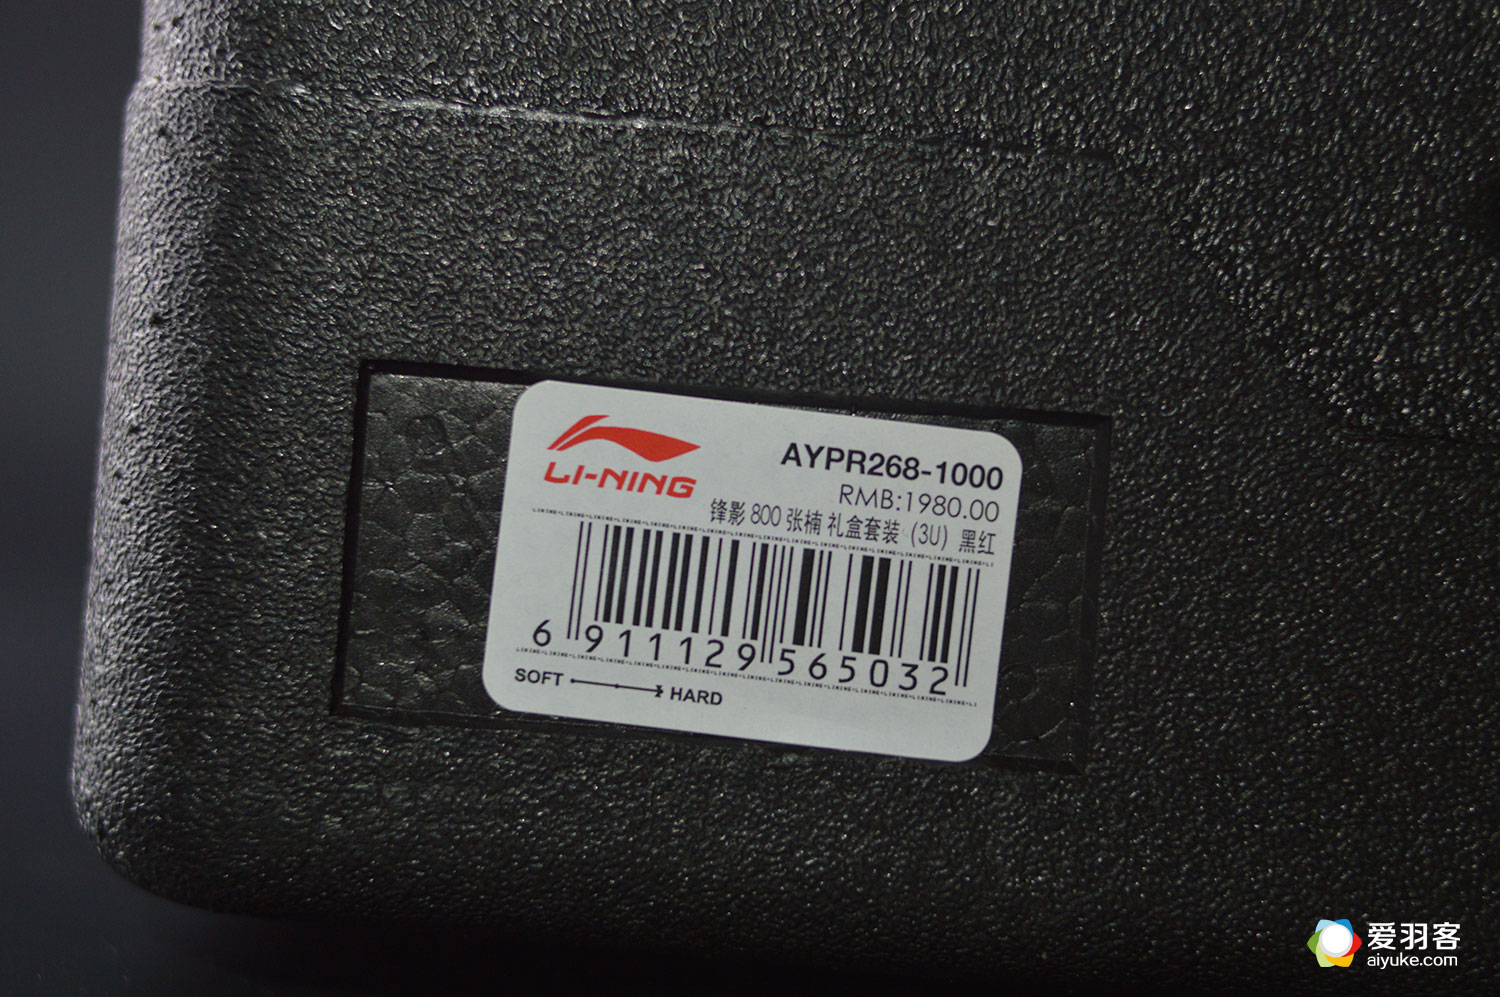 LI-NING
AYPR268-1000
RMB:1980.00
锋影 800 张楠 礼盒套装 (3U) 黑红
6 911129 565032
SOFT HARD
爱羽客
aiyuke.com